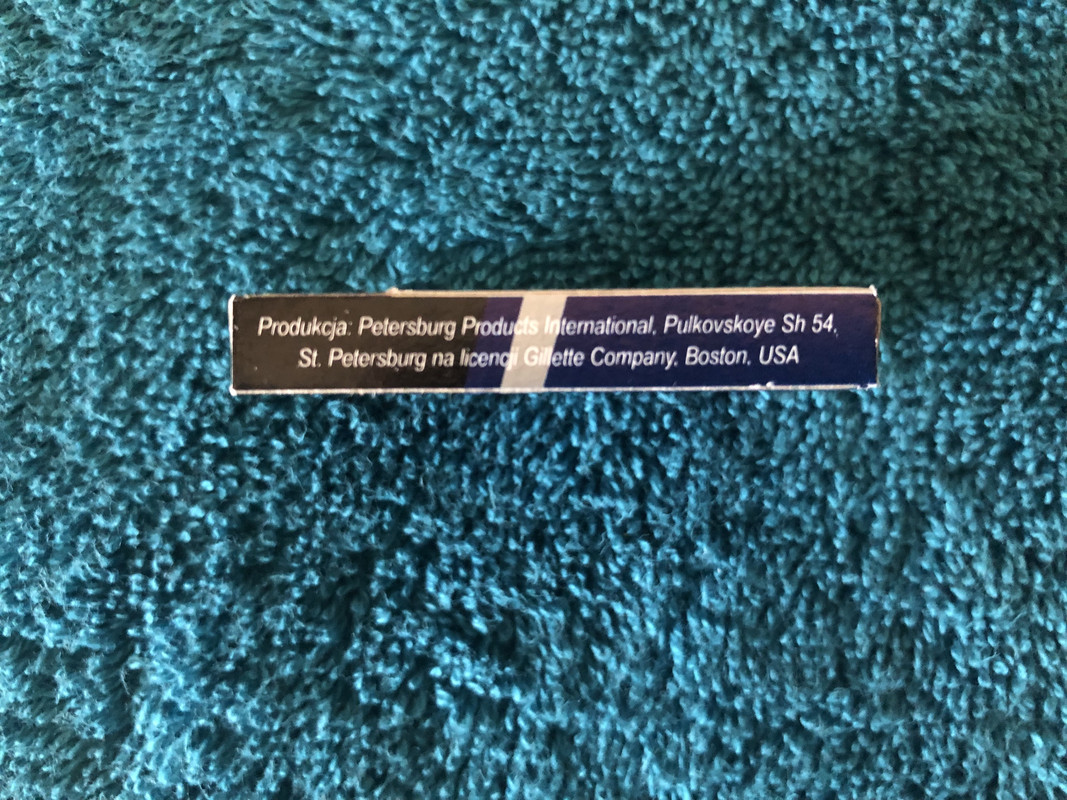 Produkcja: Petersburg Products International, Pulkovskoye Sh 54,
St. Petersburg na licencji Gillette Company, Boston, USA